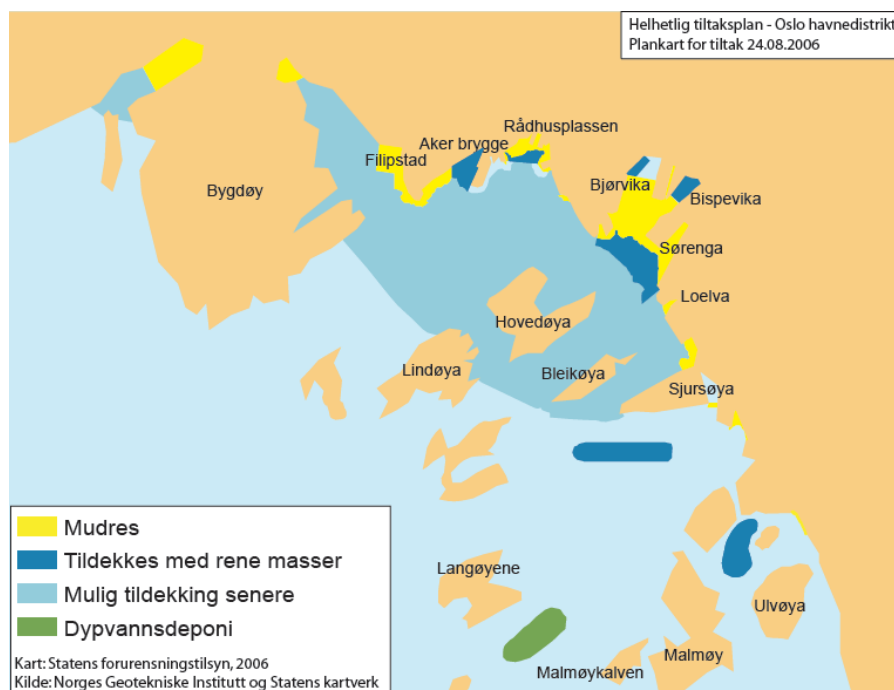 Helhetlig tiltaksplan - Oslo havnedistrikt
Plankart for tiltak 24.08.2006
Rådhusplassen
Aker brygge
Filipstad
Bjørvika
Bygdøy
Bispevika
Sørenga
Loelva
Hovedøya
Lindøya
Bleikøya
Sjursøya
Mudres
Tildekkes med rene masser
Mulig tildekking senere
Dypvannsdeponi
Langøyene
Ulvøya
Malmøy
Malmøykalven
Kart: Statens forurensningstilsyn, 2006
Kilde: Norges Geotekniske Institutt og Statens kartverk